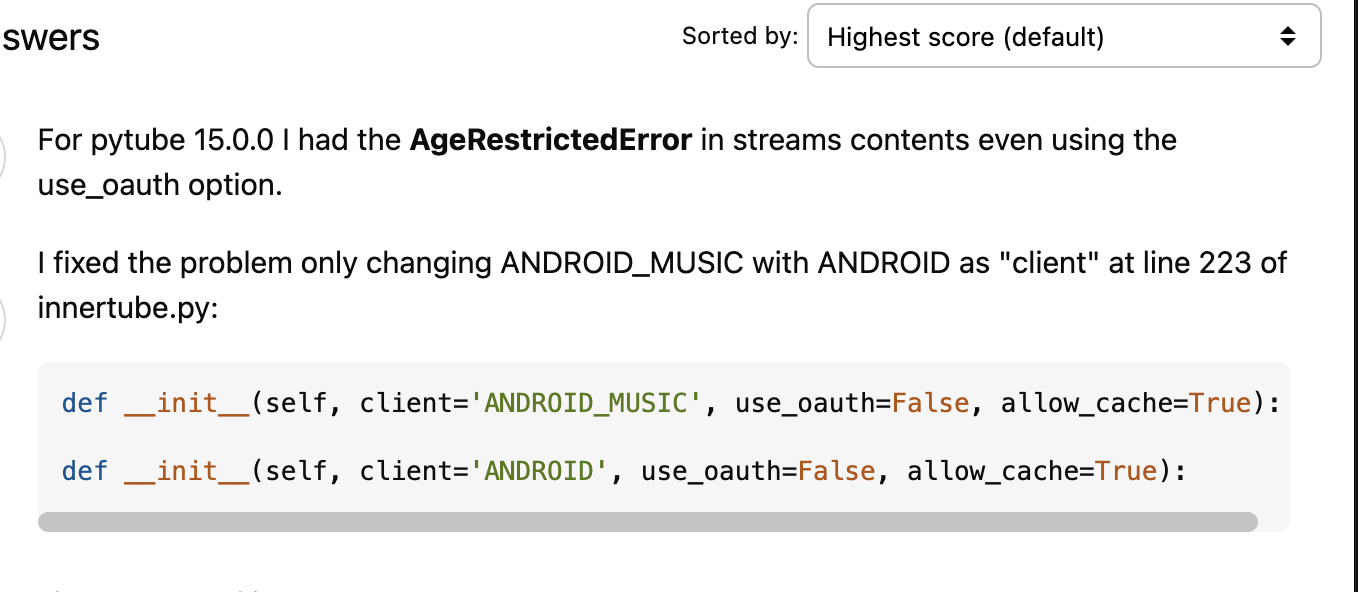 swers
Sorted by: Highest score (default)
For pytube 15.0.0 I had the AgeRestrictedError in streams contents even using the
use_oauth option.
I fixed the problem only changing ANDROID_MUSIC with ANDROID as "client" at line 223 of
innertube.py:
def __init__(self, client='ANDROID_MUSIC', use_oauth=False, allow_cache=True):
def __init__(self, client='ANDROID', use_oauth=False, allow_cache=True):